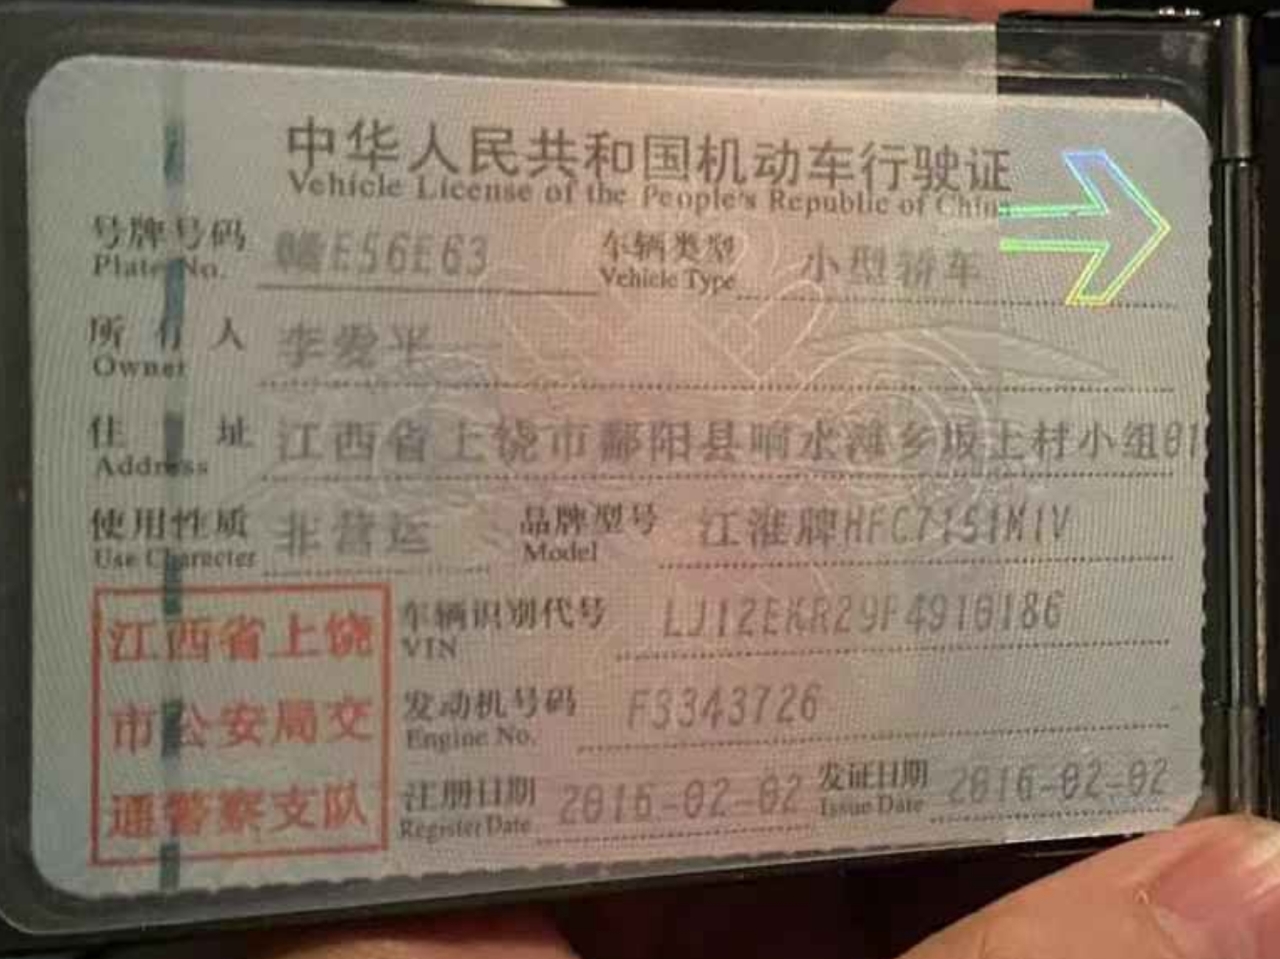 中华人民共和国机动车行驶证
Vehicle License of the People's Republic of China
号牌号码 赣E56E63 车辆类型 小型轿车
Plate No. Vehicle Type
所有人 李爱平
Owner
住址 江西省上饶市鄱阳县响水滩乡坂上村小组01
Address
使用性质 非营运 品牌型号 江淮牌HFC7151M1V
Use Character Model
江西省上饶
市公安局交
通警察支队
车辆识别代号 LJ12EKR29F4910186
VIN
发动机号码 F3343726
Engine No.
注册日期 2016-02-02 发证日期 2016-02-02
Register Date Issue Date